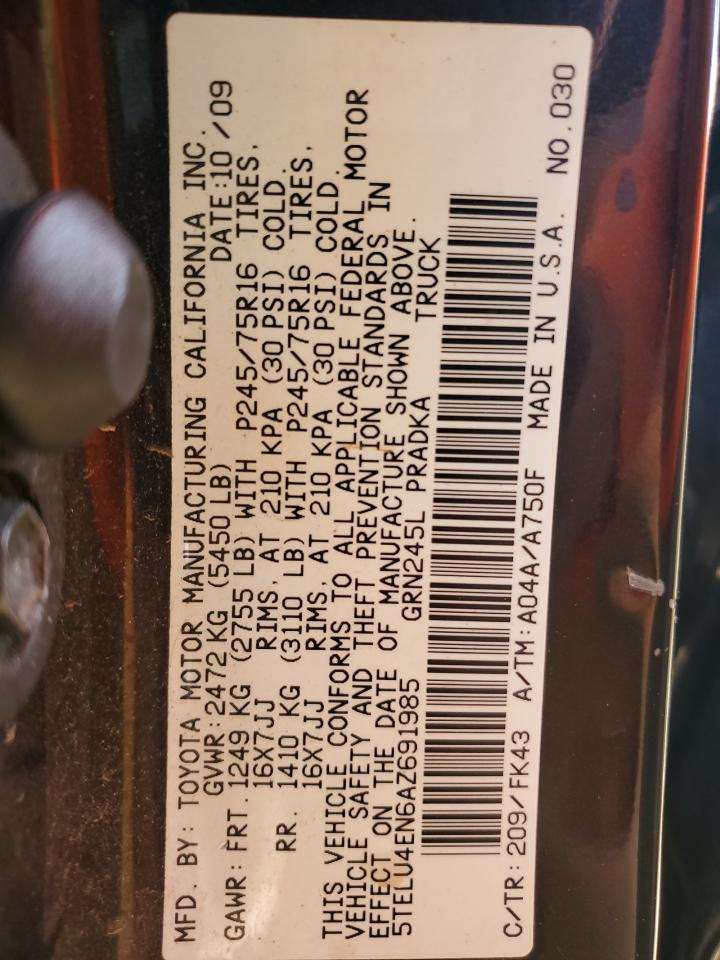 MFD. BY: TOYOTA MOTOR MANUFACTURING CALIFORNIA INC.
GVWR:2472KG (5450LB) DATE:10 /09
GAWR: FRT. 1249 KG (2755 LB) WITH P245/75R16 TIRES,
16X7JJ RIMS, AT 210 KPA (30 PSI) COLD.
RR. 1410 KG (3110 LB) WITH P245/75R16 TIRES,
16X7JJ RIMS, AT 210 KPA (30 PSI) COLD.
THIS VEHICLE CONFORMS TO ALL APPLICABLE FEDERAL MOTOR
VEHICLE SAFETY AND THEFT PREVENTION STANDARDS IN
EFFECT ON THE DATE OF MANUFACTURE SHOWN ABOVE.
5TELU4EN6AZ691985 GRN245L PRADKA TRUCK
C/TR: 209/FK43 A/TM:A04A/A750F MADE IN U.S.A. NO.030